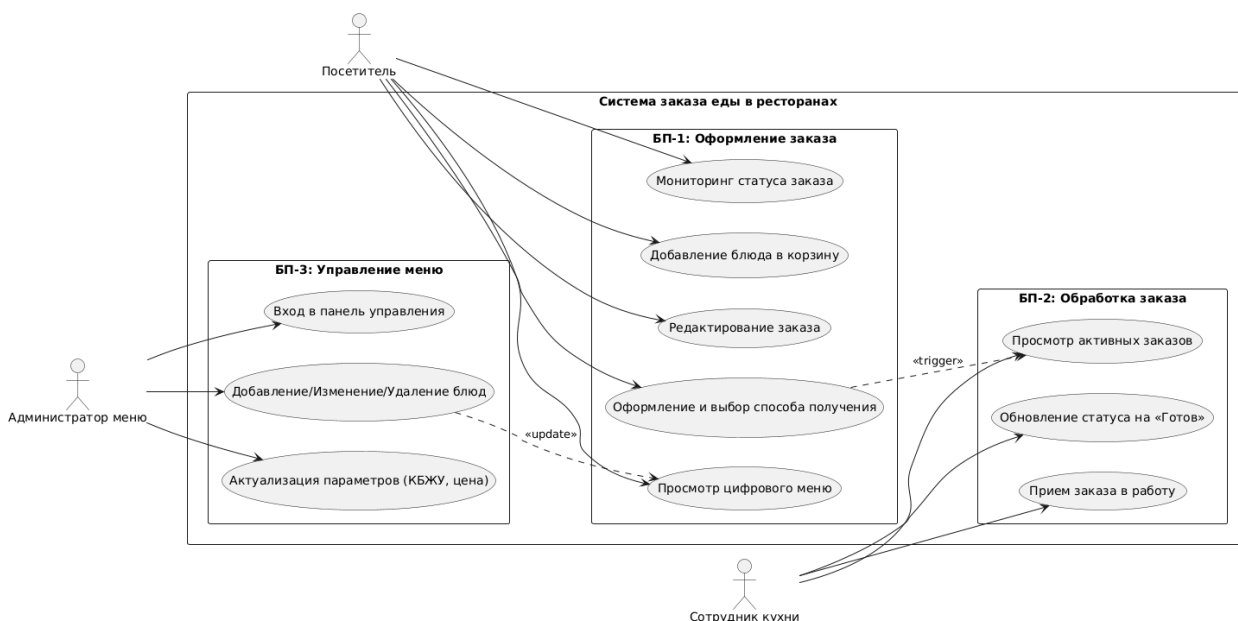 Посетитель
Система заказа еды в ресторанах
БП-1: Оформление заказа
Мониторинг статуса заказа
Добавление блюда в корзину
БП-3: Управление меню
Вход в панель управления
БП-2: Обработка заказа
Редактирование заказа
Просмотр активных заказов
«trigger»
Добавление/Изменение/Удаление блюд
Администратор меню
Оформление и выбор способа получения
Обновление статуса на «Готов»
«update»
Актуализация параметров (КБЖУ, цена)
Просмотр цифрового меню
Прием заказа в работу
Сотрудник кухни